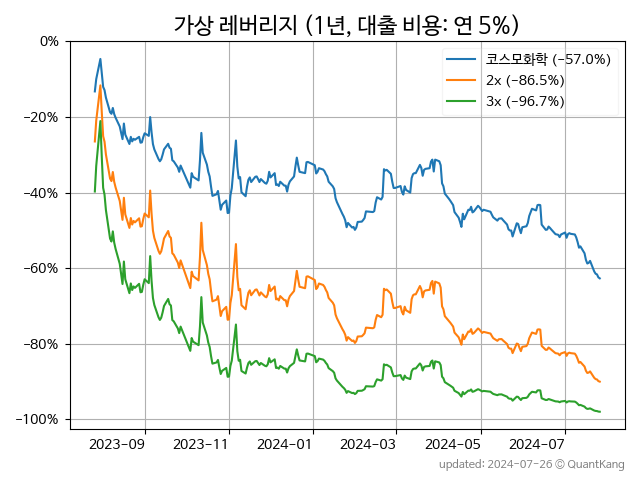 가상 레버리지 (1년, 대출 비용: 연 5%)
코스모화학 (−57.0%)
2x (−86.5%)
3x (−96.7%)
0%
−20%
−40%
−60%
−80%
−100%
2023-09 2023-11 2024-01 2024-03 2024-05 2024-07
updated: 2024-07-26 © QuantKang